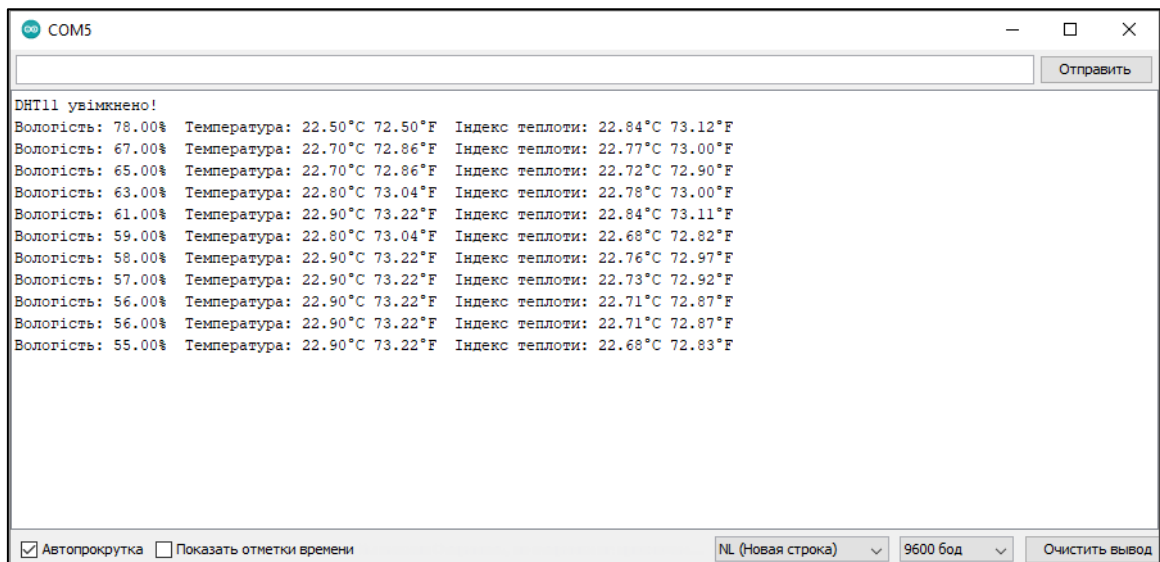 COM5
Отправить
DHT11 увімкнено!
Вологість: 78.00%  Температура: 22.50°C 72.50°F  Індекс теплоти: 22.84°C 73.12°F
Вологість: 67.00%  Температура: 22.70°C 72.86°F  Індекс теплоти: 22.77°C 73.00°F
Вологість: 65.00%  Температура: 22.70°C 72.86°F  Індекс теплоти: 22.72°C 72.90°F
Вологість: 63.00%  Температура: 22.80°C 73.04°F  Індекс теплоти: 22.78°C 73.00°F
Вологість: 61.00%  Температура: 22.90°C 73.22°F  Індекс теплоти: 22.84°C 73.11°F
Вологість: 59.00%  Температура: 22.80°C 73.04°F  Індекс теплоти: 22.68°C 72.82°F
Вологість: 58.00%  Температура: 22.90°C 73.22°F  Індекс теплоти: 22.76°C 72.97°F
Вологість: 57.00%  Температура: 22.90°C 73.22°F  Індекс теплоти: 22.73°C 72.92°F
Вологість: 56.00%  Температура: 22.90°C 73.22°F  Індекс теплоти: 22.71°C 72.87°F
Вологість: 56.00%  Температура: 22.90°C 73.22°F  Індекс теплоти: 22.71°C 72.87°F
Вологість: 55.00%  Температура: 22.90°C 73.22°F  Індекс теплоти: 22.68°C 72.83°F
Автопрокрутка Показать отметки времени NL (Новая строка) 9600 бод Очистить вывод